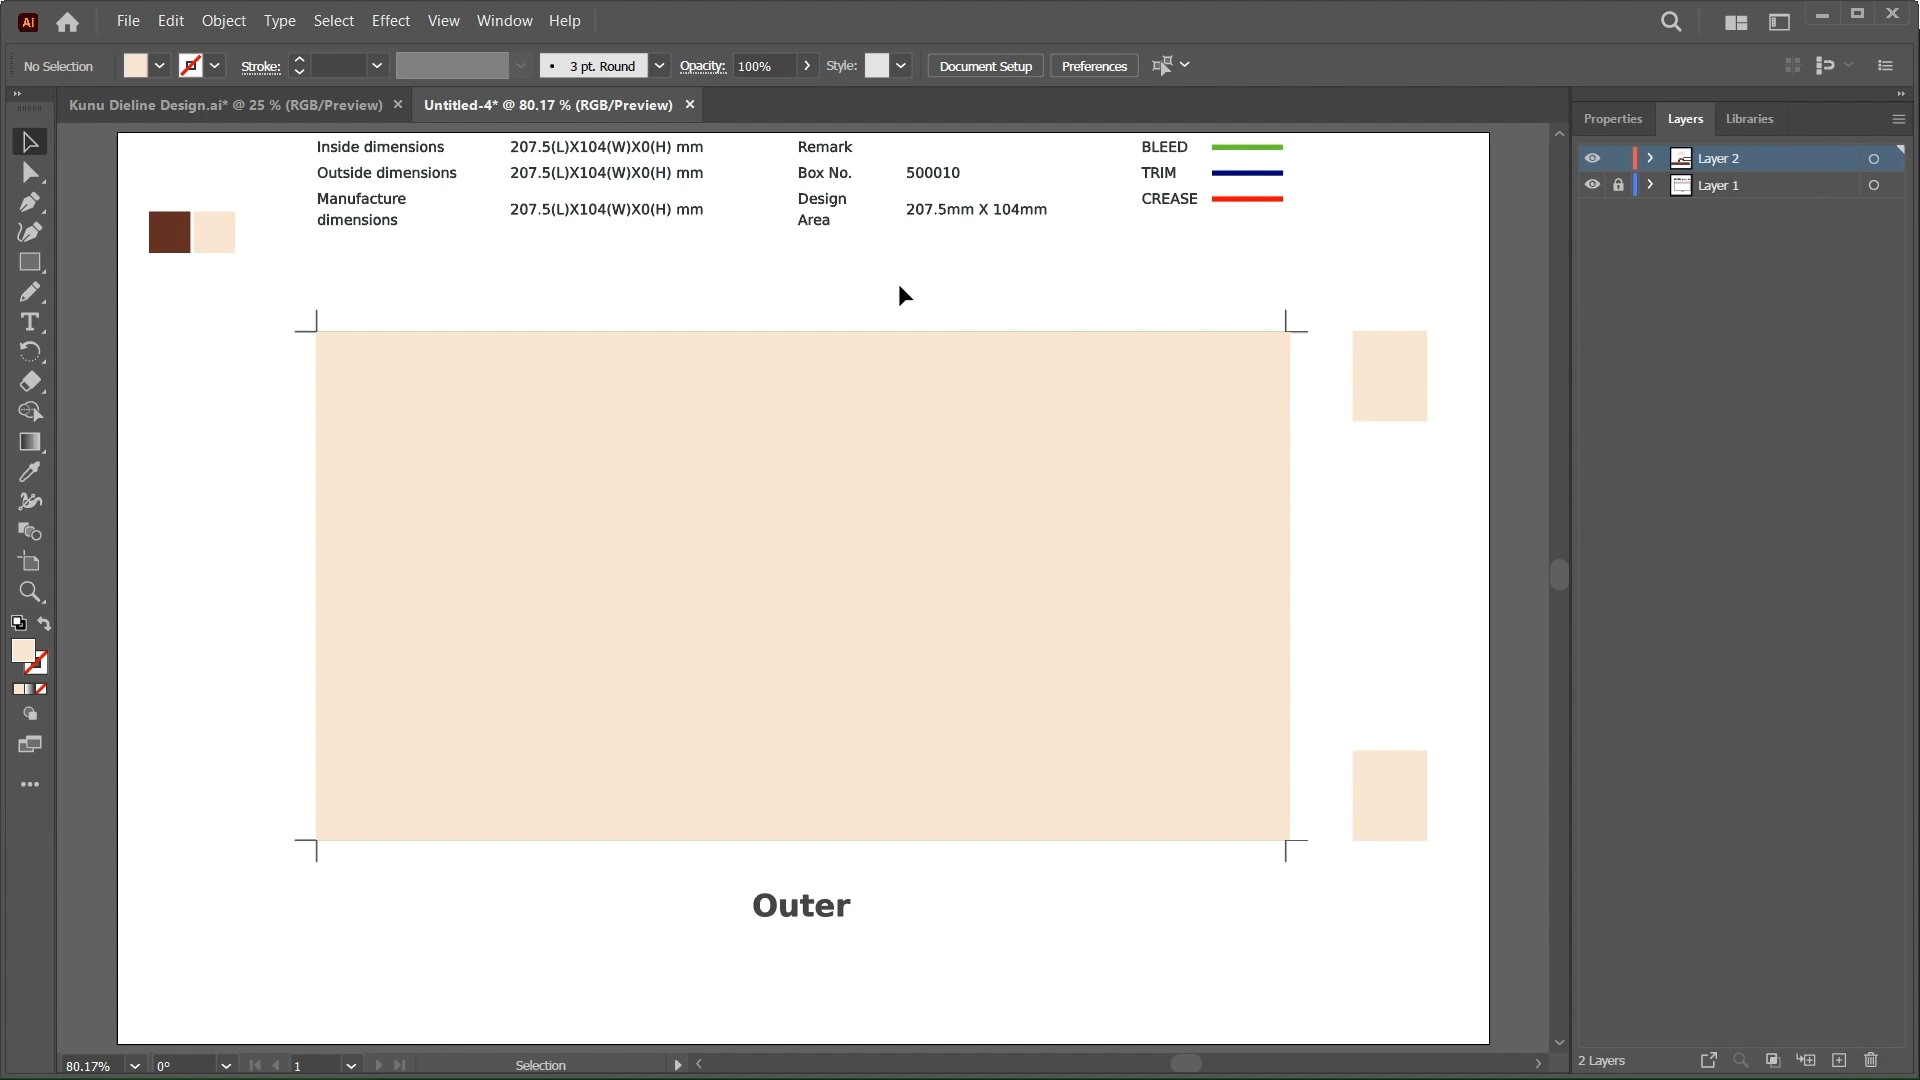 Ai File Edit Object Type Select Effect View Window Help
No Selection Stroke: 3 pt. Round Opacity: 100% Style: Document Setup Preferences
Kunu Dieline Design.ai* @ 25 % (RGB/Preview) × Untitled-4* @ 80.17 % (RGB/Preview) ×
Properties Layers Libraries
Layer 2
Layer 1
Inside dimensions 207.5(L)X104(W)X0(H) mm Remark BLEED
Outside dimensions 207.5(L)X104(W)X0(H) mm Box No. 500010 TRIM
Manufacture dimensions 207.5(L)X104(W)X0(H) mm Design Area 207.5mm X 104mm CREASE
Outer
80.17% 0° 1 Selection
2 Layers